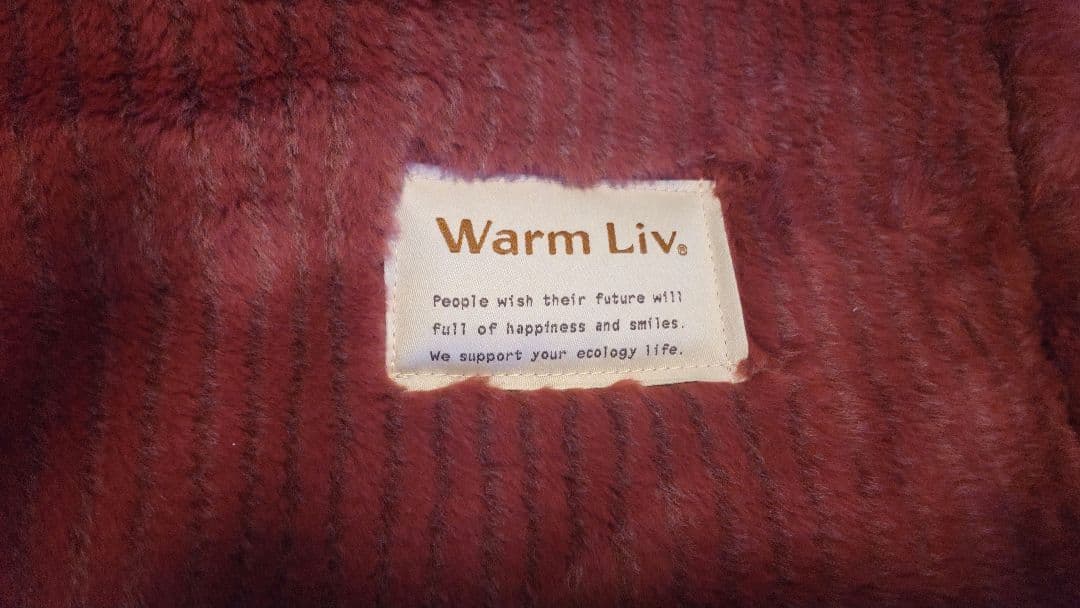 Warm Liv®
People wish their future will
full of happiness and smiles.
We support your ecology life.